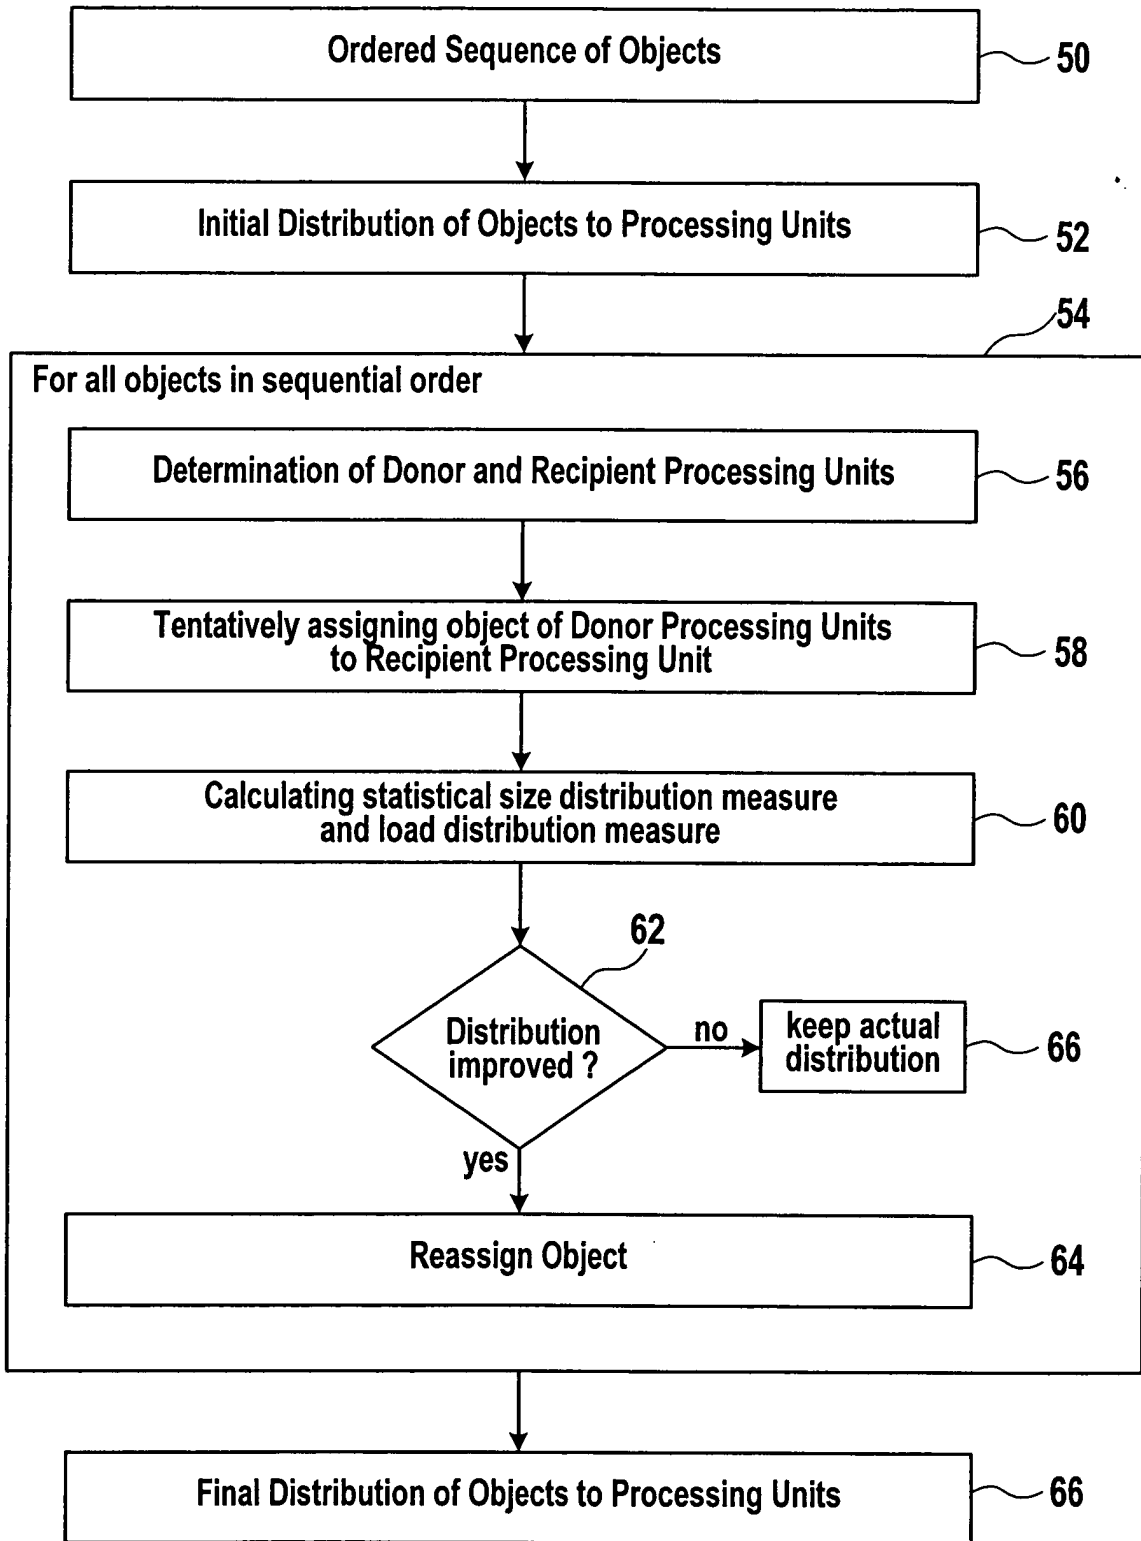 Ordered Sequence of Objects
50
Initial Distribution of Objects to Processing Units
52
54
For all objects in sequential order
Determination of Donor and Recipient Processing Units
56
Tentatively assigning object of Donor Processing Units
to Recipient Processing Unit
58
Calculating statistical size distribution measure
and load distribution measure
60
62
Distribution
improved ?
no
keep actual
distribution
66
yes
Reassign Object
64
Final Distribution of Objects to Processing Units
66